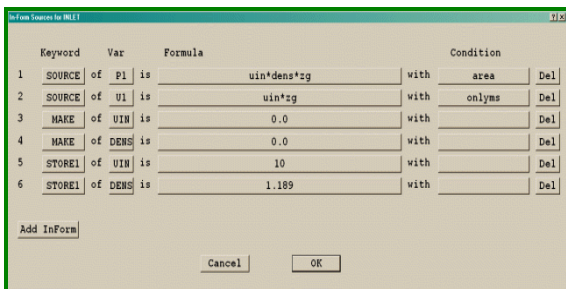 In-Form Sources for INLET ? x
Keyword Var Formula Condition
1 SOURCE of P1 is uin*dens*zg with area Del
2 SOURCE of U1 is uin*zg with onlyms Del
3 MAKE of UIN is 0.0 with Del
4 MAKE of DENS is 0.0 with Del
5 STORE1 of UIN is 10 with Del
6 STORE1 of DENS is 1.189 with Del
Add InForm
Cancel OK